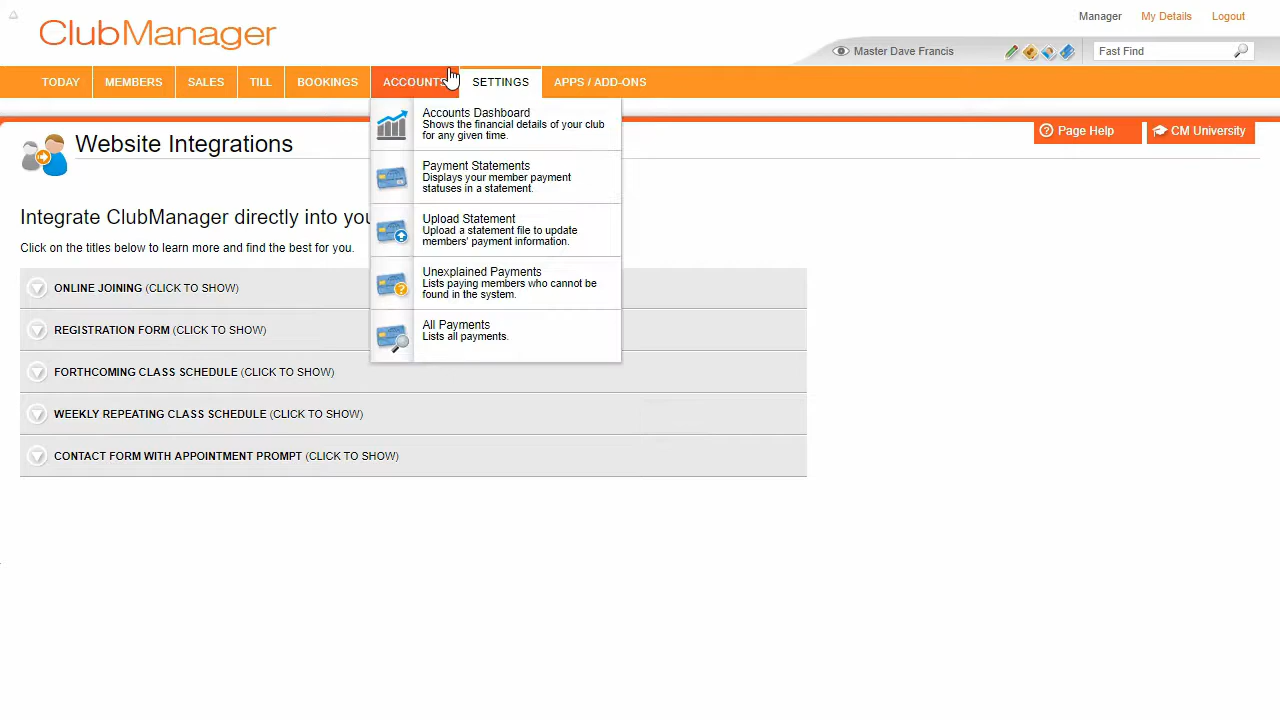 Manager My Details Logout
ClubManager
Master Dave Francis Fast Find
TODAY MEMBERS SALES TILL BOOKINGS ACCOUNTS SETTINGS APPS / ADD-ONS
Accounts Dashboard
Shows the financial details of your club
for any given time.
Page Help CM University
Website Integrations
Payment Statements
Displays your member payment
statuses in a statement.
Integrate ClubManager directly into
Upload Statement
Upload a statement file to update
members' payment information.
Click on the titles below to learn more and find the best for you.
Unexplained Payments
Lists paying members who cannot be
found in the system.
ONLINE JOINING (CLICK TO SHOW)
All Payments
Lists all payments.
REGISTRATION FORM (CLICK TO SHOW)
FORTHCOMING CLASS SCHEDULE (CLICK TO SHOW)
WEEKLY REPEATING CLASS SCHEDULE (CLICK TO SHOW)
CONTACT FORM WITH APPOINTMENT PROMPT (CLICK TO SHOW)